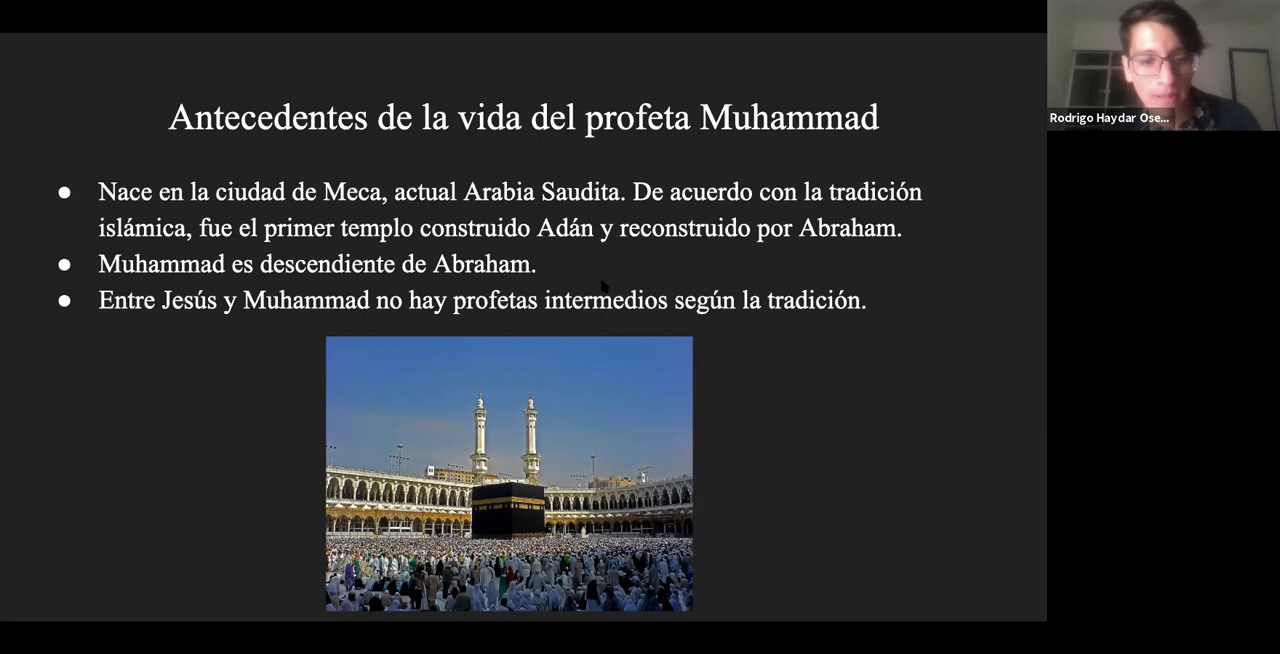 Antecedentes de la vida del profeta Muhammad
● Nace en la ciudad de Meca, actual Arabia Saudita. De acuerdo con la tradición
islámica, fue el primer templo construido Adán y reconstruido por Abraham.
● Muhammad es descendiente de Abraham.
● Entre Jesús y Muhammad no hay profetas intermedios según la tradición.
Rodrigo Haydar Ose...